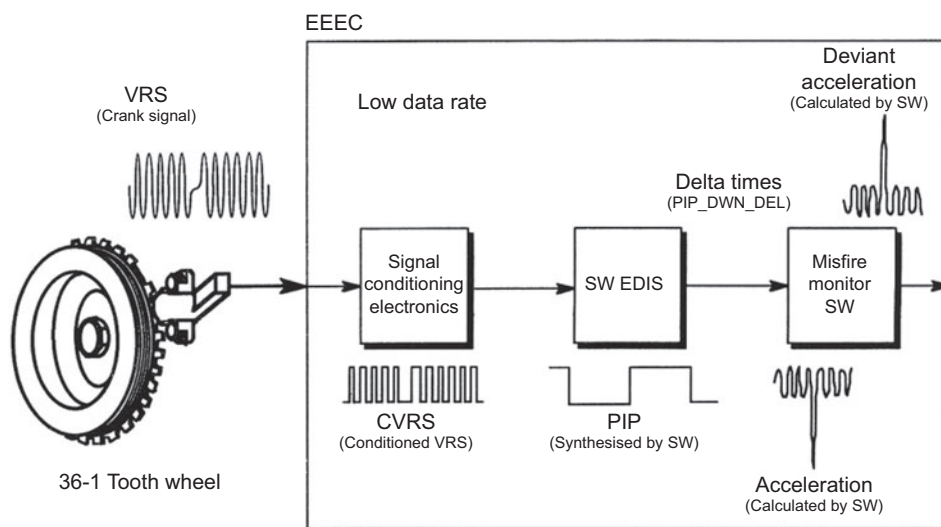 EEEC
VRS
(Crank signal)
Low data rate
Deviant
acceleration
(Calculated by SW)
Delta times
(PIP_DWN_DEL)
Signal
conditioning
electronics
SW EDIS
Misfire
monitor
SW
CVRS
(Conditioned VRS)
PIP
(Synthesised by SW)
36-1 Tooth wheel
Acceleration
(Calculated by SW)